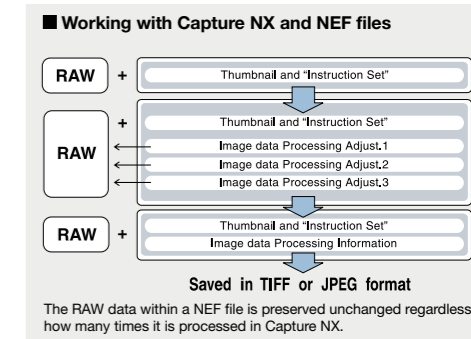 ■ Working with Capture NX and NEF files
RAW + Thumbnail and "Instruction Set"
+ Thumbnail and "Instruction Set"
RAW
Image data Processing Adjust.1
Image data Processing Adjust.2
Image data Processing Adjust.3
RAW + Thumbnail and "Instruction Set"
Image data Processing Information
Saved in TIFF or JPEG format
The RAW data within a NEF file is preserved unchanged regardless
how many times it is processed in Capture NX.